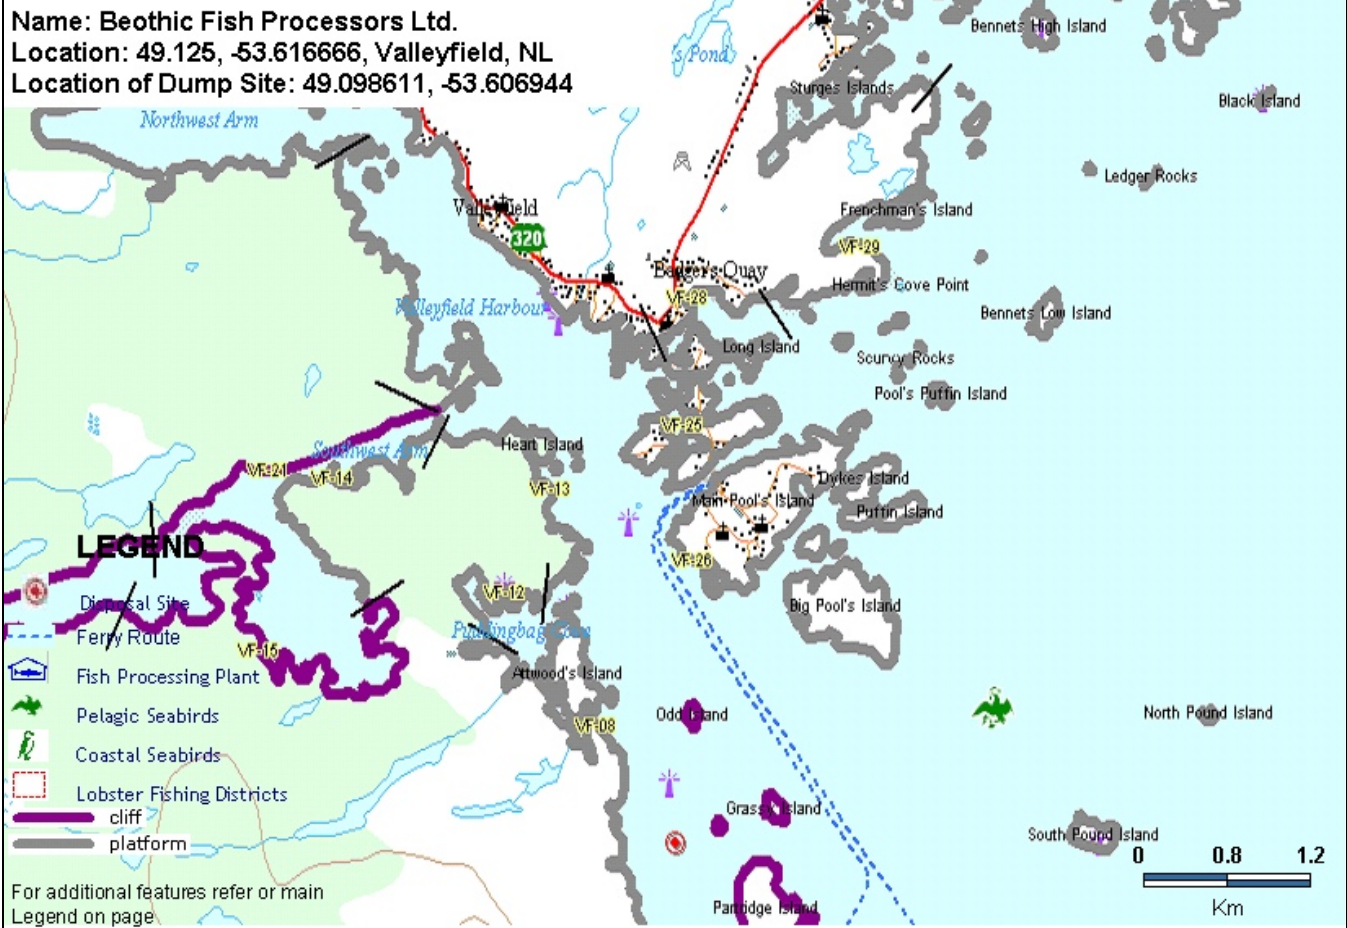 Name: Beothic Fish Processors Ltd.
Location: 49.125, -53.616666, Valleyfield, NL
Location of Dump Site: 49.098611, -53.606944
's Pond
Bennets High Island
Sturges Islands
Black Island
Northwest Arm
Ledger Rocks
Valleyfield
320
Frenchman's Island
VF-29
Badger's Quay
Hermit's Cove Point
VF-28
Valleyfield Harbour
Bennets Low Island
Long Island
Scurvy Rocks
Pool's Puffin Island
VF-25
Heart Island
Southwest Arm
VF-21
VF-14
VF-13
Dykes Island
Main Pool's Island
Puffin Island
LEGEND
VF-26
VF-12
Disposal Site
Big Pool's Island
Puddingbag Cove
Ferry Route
VF-15
Attwood's Island
Fish Processing Plant
Pelagic Seabirds
Odd Island
North Pound Island
VF-08
Coastal Seabirds
Lobster Fishing Districts
Grassy Island
cliff
South Pound Island
platform
0 0.8 1.2
Km
For additional features refer or main
Legend on page
Partridge Island